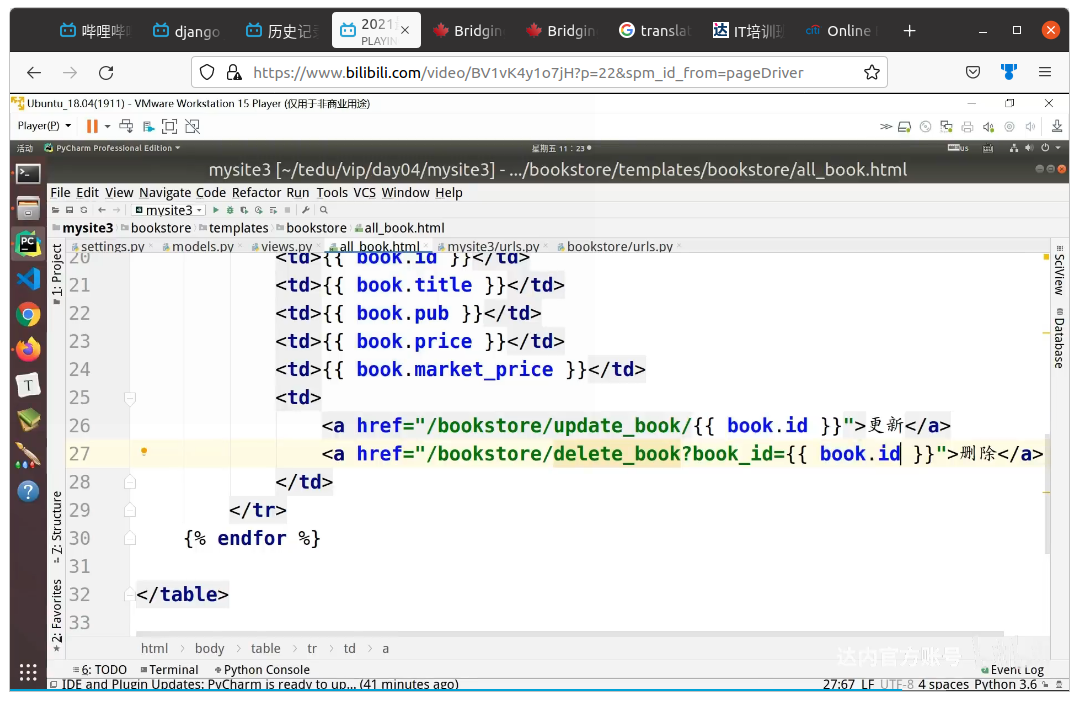 哔哩哔
django
历史记
2021
PLAYIN
Bridgin
Bridgin
translat
达 IT培训
citi Online
https://www.bilibili.com/video/BV1vK4y1o7jH?p=22&spm_id_from=pageDriver
Ubuntu_18.04(1911) - VMware Workstation 15 Player (仅用于非商业用途)
Player(P)
活动 PyCharm Professional Edition 星期五 11：23 us
mysite3 [~/tedu/vip/day04/mysite3] - .../bookstore/templates/bookstore/all_book.html
File Edit View Navigate Code Refactor Run Tools VCS Window Help
mysite3
mysite3 bookstore templates bookstore all_book.html
settings.py models.py views.py all_book.html mysite3/urls.py bookstore/urls.py
1: Project
7: Structure
2: Favorites
SciView
Database
20 <td>{{ book.id }}</td>
21 <td>{{ book.title }}</td>
22 <td>{{ book.pub }}</td>
23 <td>{{ book.price }}</td>
24 <td>{{ book.market_price }}</td>
25 <td>
26 <a href="/bookstore/update_book/{{ book.id }}">更新</a>
27 <a href="/bookstore/delete_book?book_id={{ book.id }}">删除</a>
28 </td>
29 </tr>
30 {% endfor %}
31
32 </table>
33
html body table tr td a
达内官方账号
6: TODO Terminal Python Console Event Log
IDE and Plugin Updates: PyCharm is ready to up... (41 minutes ago) 27:67 LF UTF-8 4 spaces Python 3.6